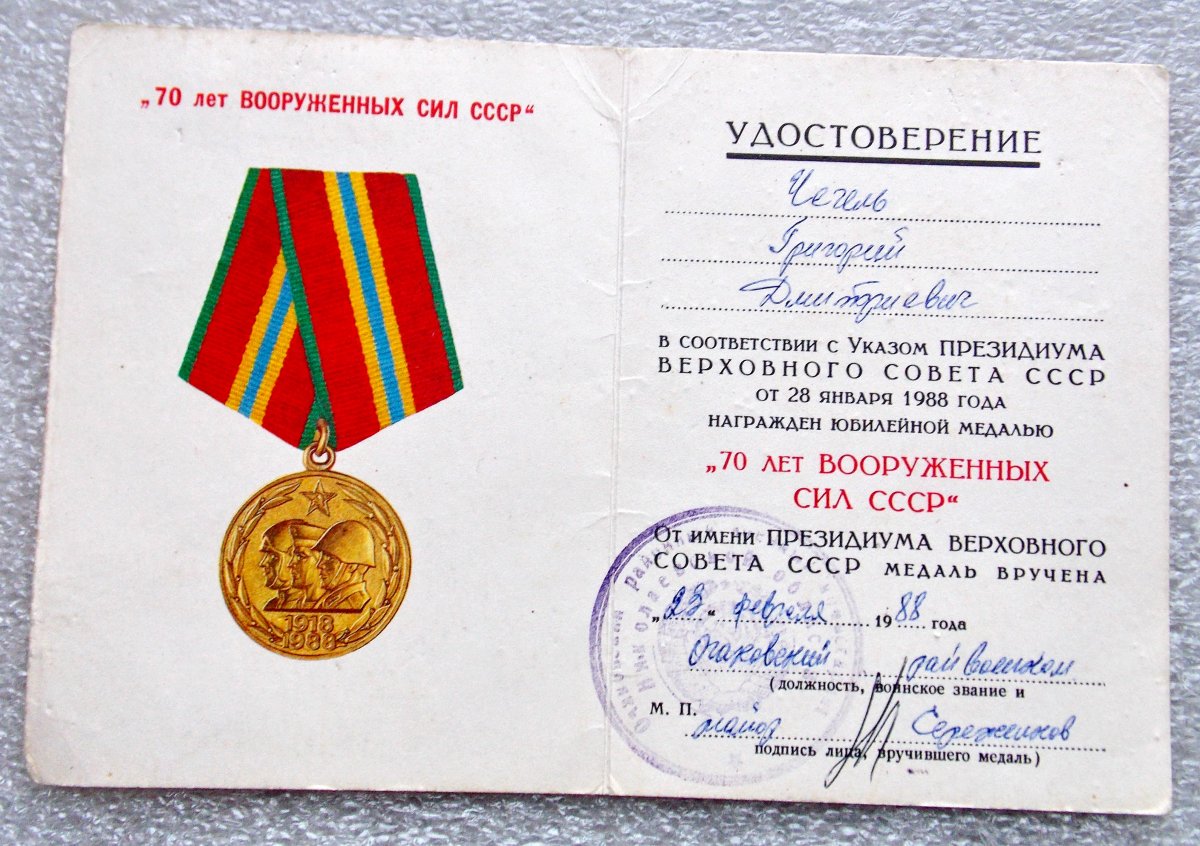 „70 лет ВООРУЖЕННЫХ СИЛ СССР“
1918
1988
УДОСТОВЕРЕНИЕ
Чегель
Григорий
Дмитриевич
в соответствии с Указом ПРЕЗИДИУМА
ВЕРХОВНОГО СОВЕТА СССР
от 28 января 1988 года
награжден юбилейной медалью
„70 лет ВООРУЖЕННЫХ
СИЛ СССР“
От имени ПРЕЗИДИУМА ВЕРХОВНОГО
СОВЕТА СССР медаль вручена
„23“ февраля 1988 года
Очаковский райвоенком
(должность, воинское звание и
М. П.
майор Сережников
подпись лица, вручившего медаль)